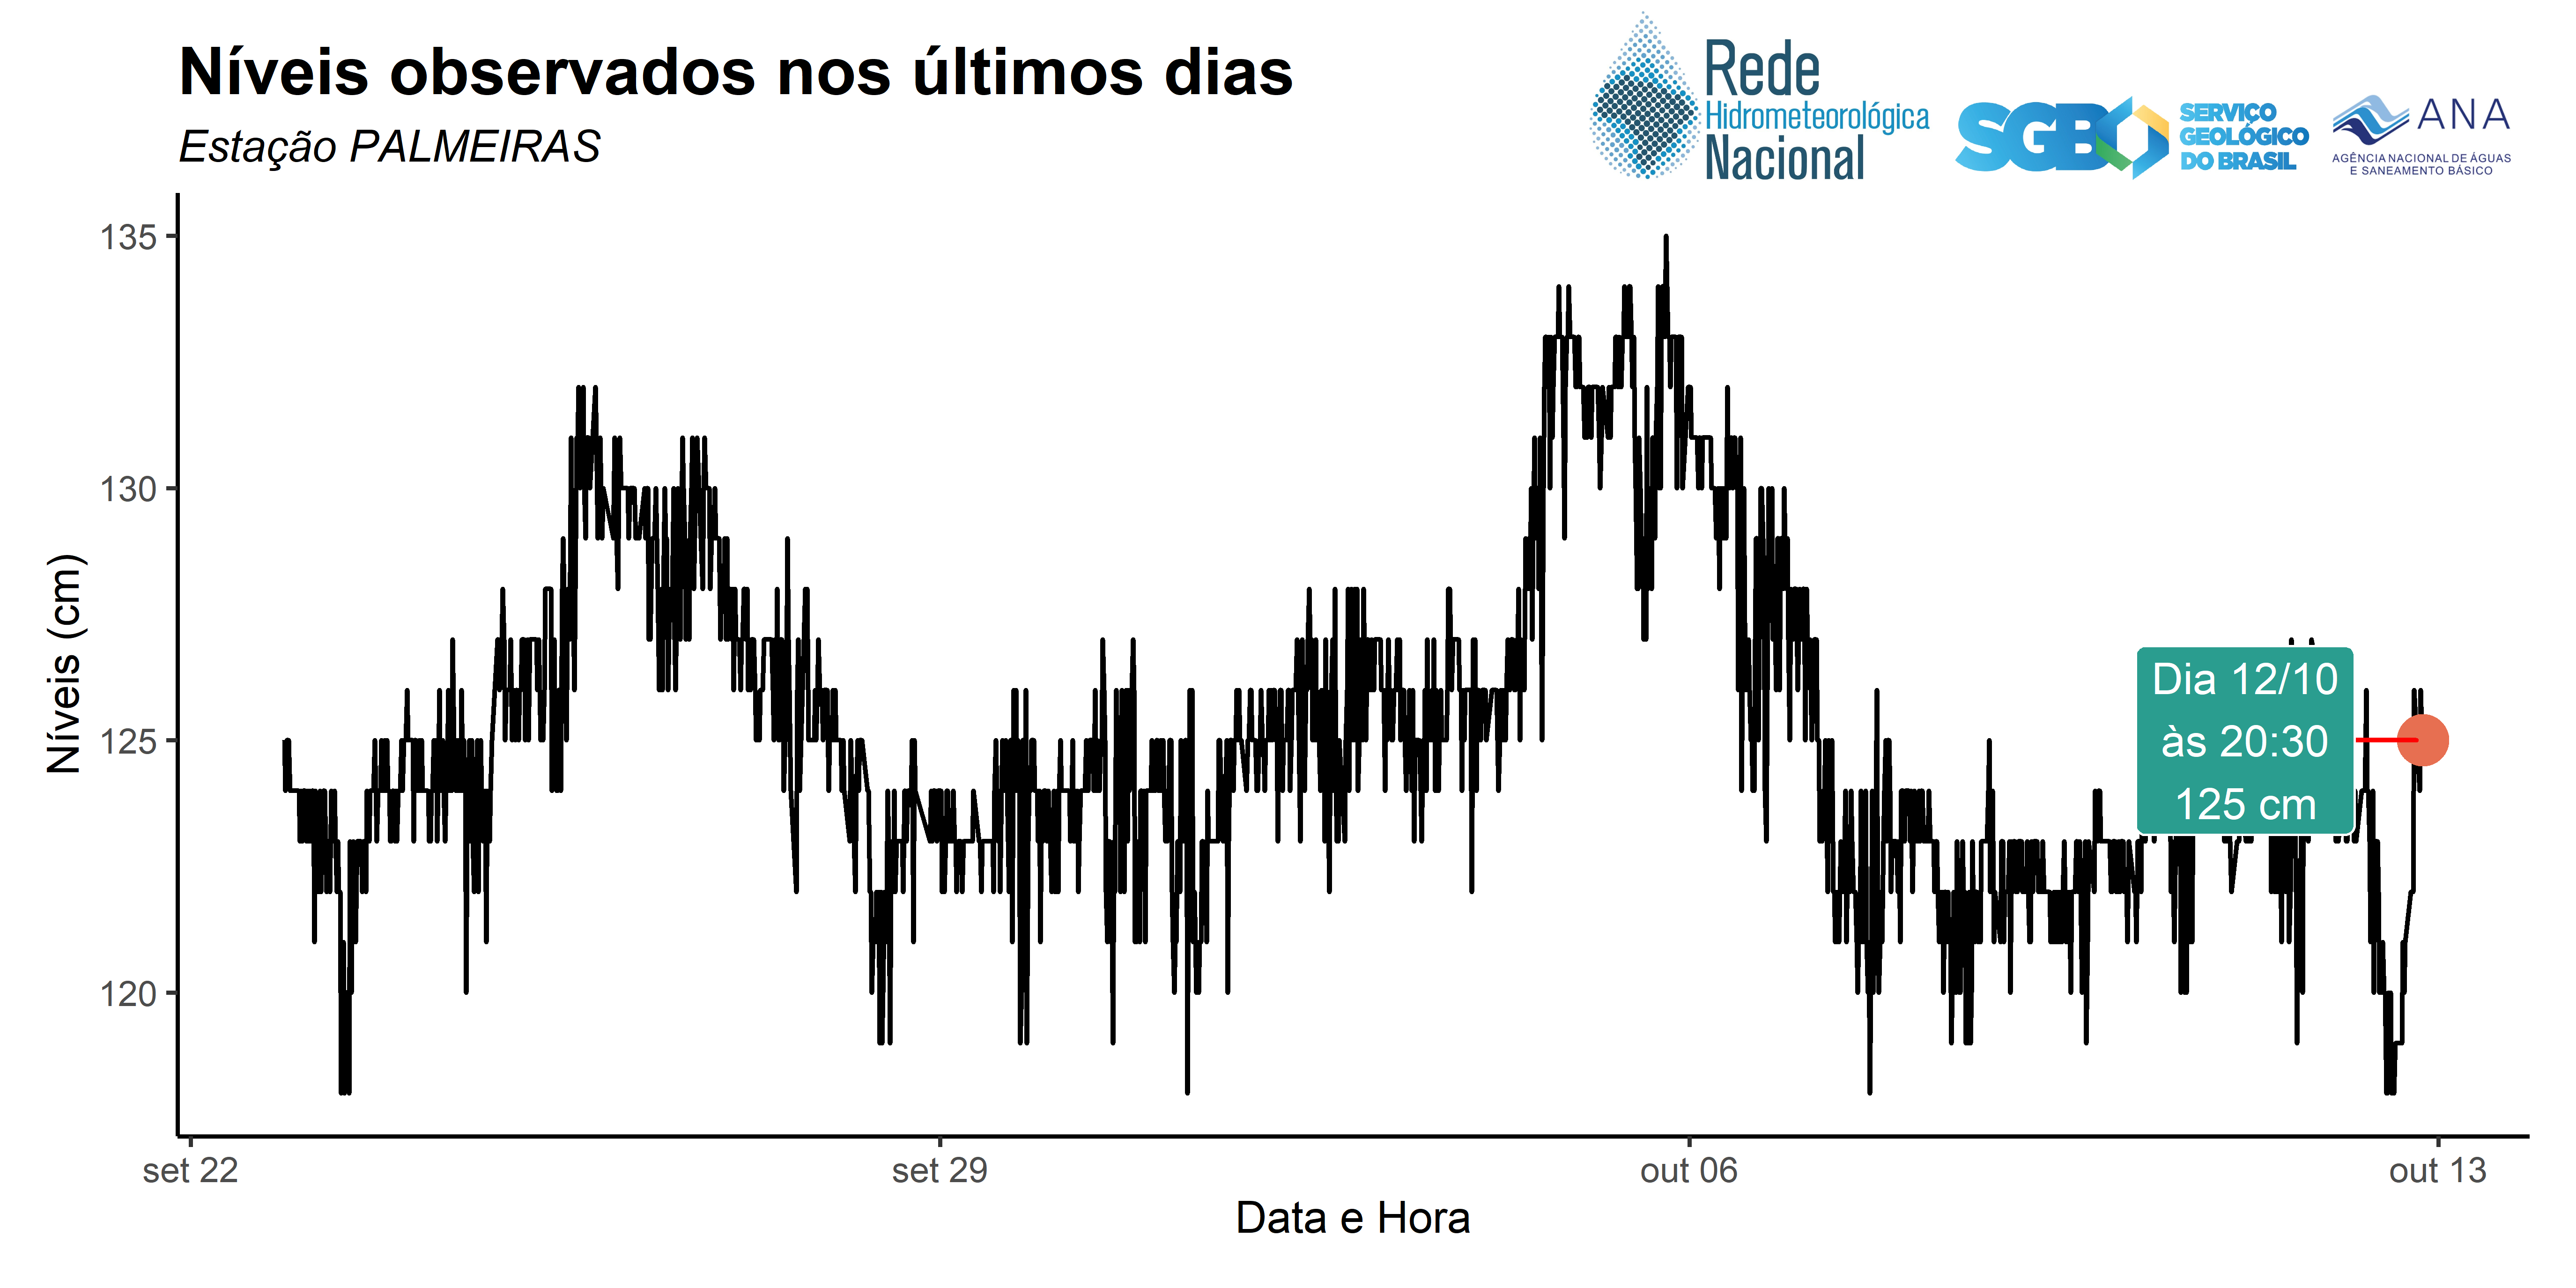 Níveis observados nos últimos dias
Estação PALMEIRAS
Rede
Hidrometeorológica
Nacional
SGB
SERVIÇO
GEOLÓGICO
DO BRASIL
ANA
AGÊNCIA NACIONAL DE ÁGUAS
E SANEAMENTO BÁSICO
Níveis (cm)
135
130
125
120
Dia 12/10
às 20:30
125 cm
set 22
set 29
out 06
out 13
Data e Hora